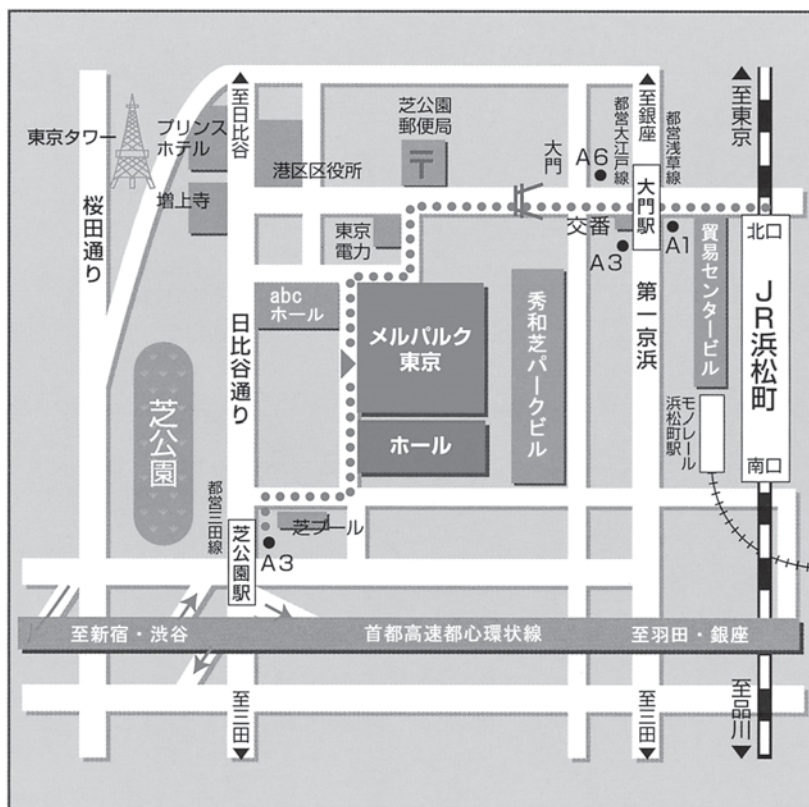 至日比谷
至銀座
至東京
都営大江戸線
都営浅草線
東京タワー
プリンス
ホテル
芝公園
郵便局
〒
大門
A6
港区区役所
増上寺
大門駅
桜田通り
東京
電力
交番
A3
A1
北口
貿易センタービル
JR浜松町
南口
abc
ホール
日比谷通り
メルパルク
東京
ホール
秀和芝パークビル
第一京浜
モノレール
浜松町駅
芝公園
都営三田線
芝公園駅
芝プール
A3
至新宿・渋谷
首都高速都心環状線
至羽田・銀座
至三田
至三田
至品川